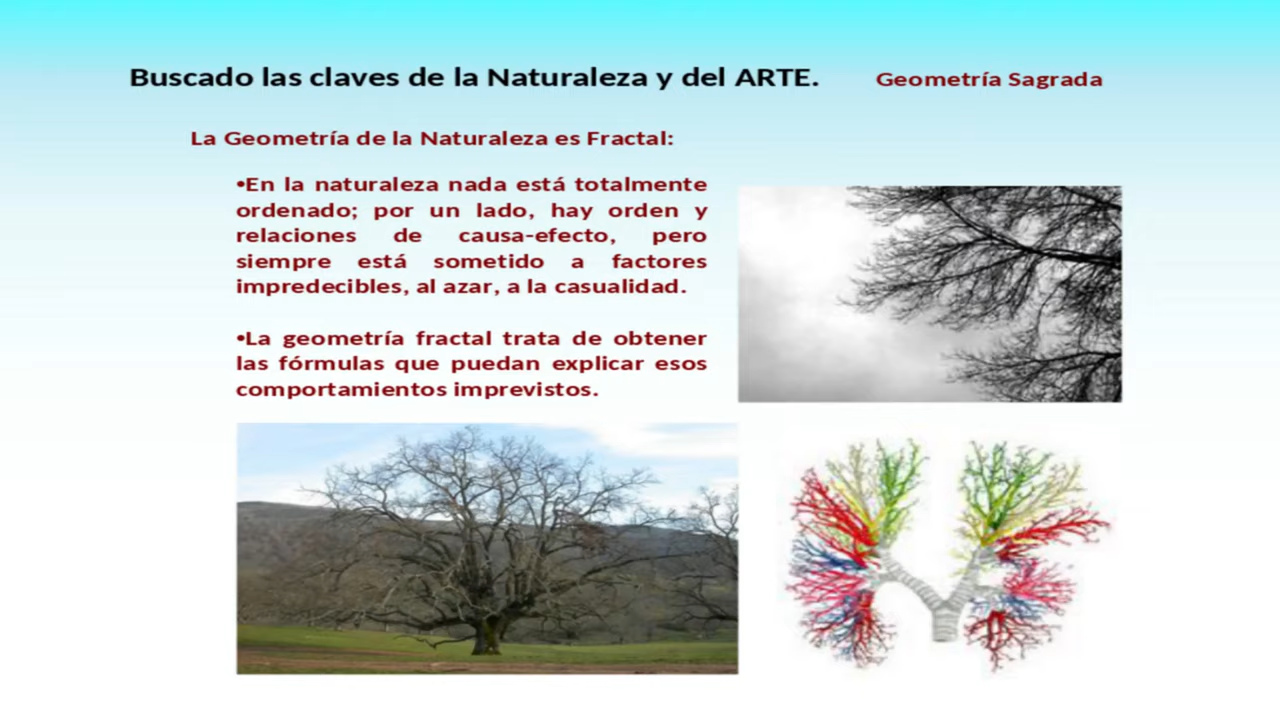 Buscado las claves de la Naturaleza y del ARTE. Geometría Sagrada
La Geometría de la Naturaleza es Fractal:
•En la naturaleza nada está totalmente
ordenado; por un lado, hay orden y
relaciones de causa-efecto, pero
siempre está sometido a factores
impredecibles, al azar, a la casualidad.
•La geometría fractal trata de obtener
las fórmulas que puedan explicar esos
comportamientos imprevistos.